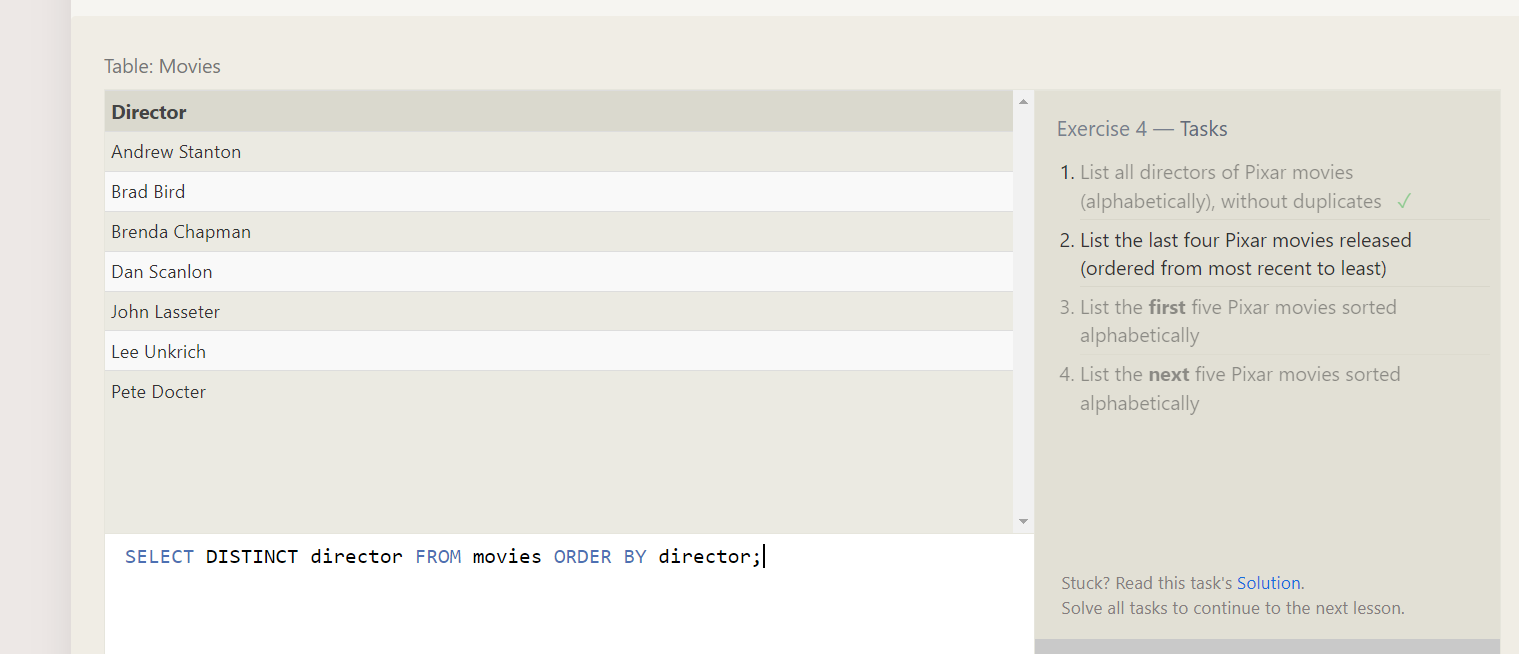 Table: Movies
Director
Andrew Stanton
Brad Bird
Brenda Chapman
Dan Scanlon
John Lasseter
Lee Unkrich
Pete Docter
SELECT DISTINCT director FROM movies ORDER BY director;
Exercise 4 — Tasks
1. List all directors of Pixar movies
(alphabetically), without duplicates ✓
2. List the last four Pixar movies released
(ordered from most recent to least)
3. List the first five Pixar movies sorted
alphabetically
4. List the next five Pixar movies sorted
alphabetically
Stuck? Read this task's Solution.
Solve all tasks to continue to the next lesson.